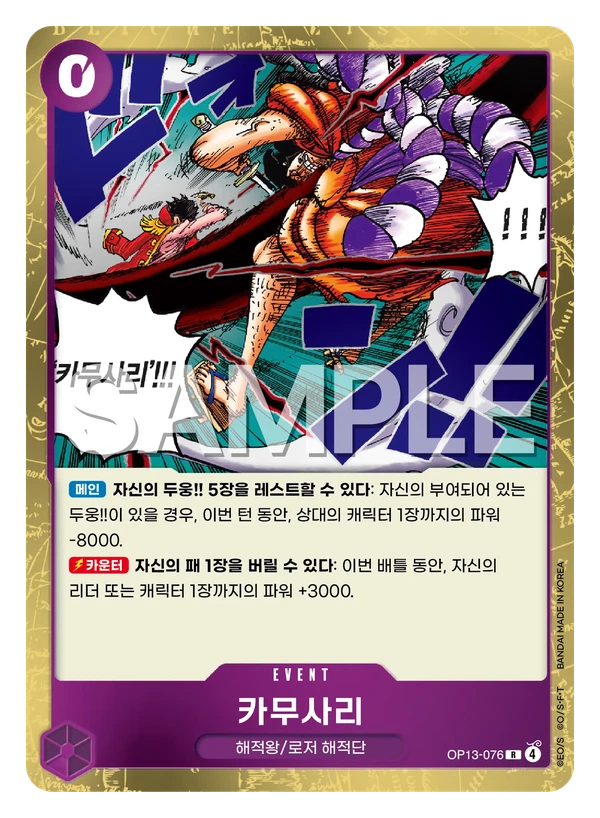 0
!!!
'카무사리'!!!
SAMPLE
메인 자신의 두웅!! 5장을 레스트할 수 있다: 자신의 부여되어 있는
두웅!!이 있을 경우, 이번 턴 동안, 상대의 캐릭터 1장까지의 파워
-8000.
카운터 자신의 패 1장을 버릴 수 있다: 이번 배틀 동안, 자신의
리더 또는 캐릭터 1장까지의 파워 +3000.
EVENT
카무사리
해적왕/로저 해적단
OP13-076 R 4
©E.O/S ©O/S·F·T BANDAI MADE IN KOREA